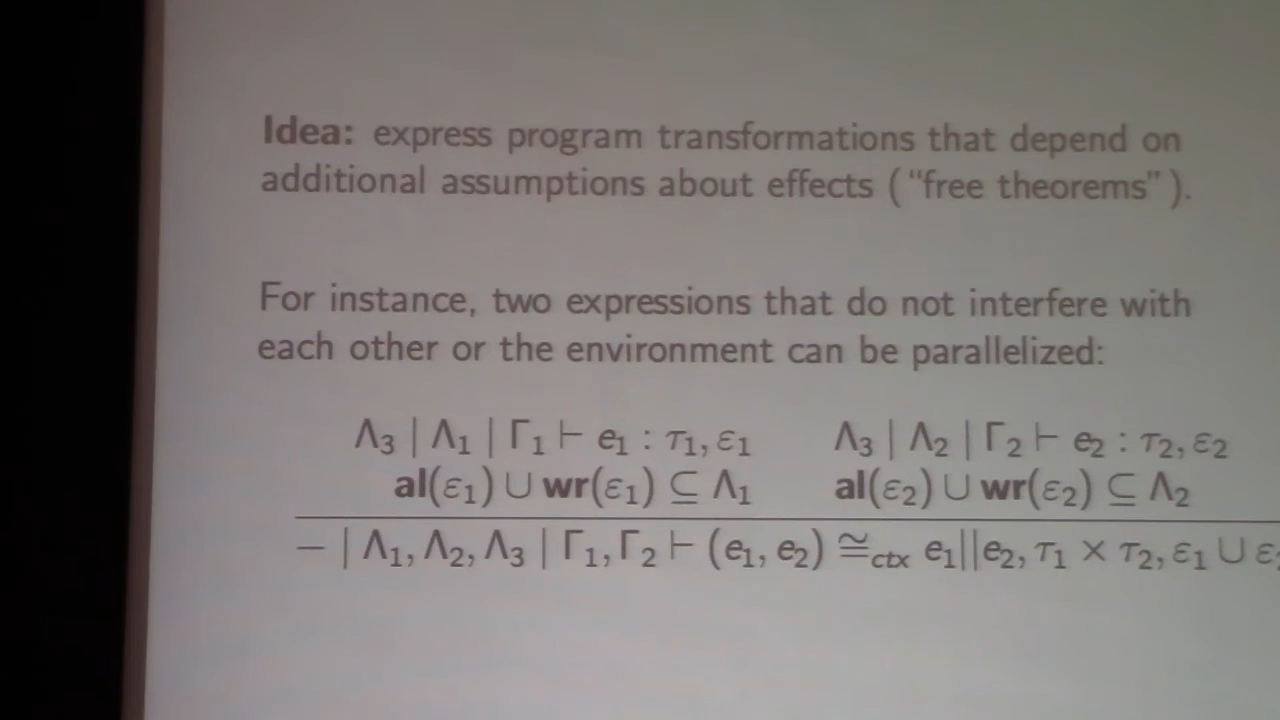 Idea: express program transformations that depend on
additional assumptions about effects ("free theorems").
For instance, two expressions that do not interfere with
each other or the environment can be parallelized:
Λ₃ | Λ₁ | Γ₁ ⊢ e₁ : τ₁, ε₁    Λ₃ | Λ₂ | Γ₂ ⊢ e₂ : τ₂, ε₂
al(ε₁) ∪ wr(ε₁) ⊆ Λ₁    al(ε₂) ∪ wr(ε₂) ⊆ Λ₂
− | Λ₁, Λ₂, Λ₃ | Γ₁, Γ₂ ⊢ (e₁, e₂) ≅ctx e₁||e₂, τ₁ × τ₂, ε₁ ∪ ε₂